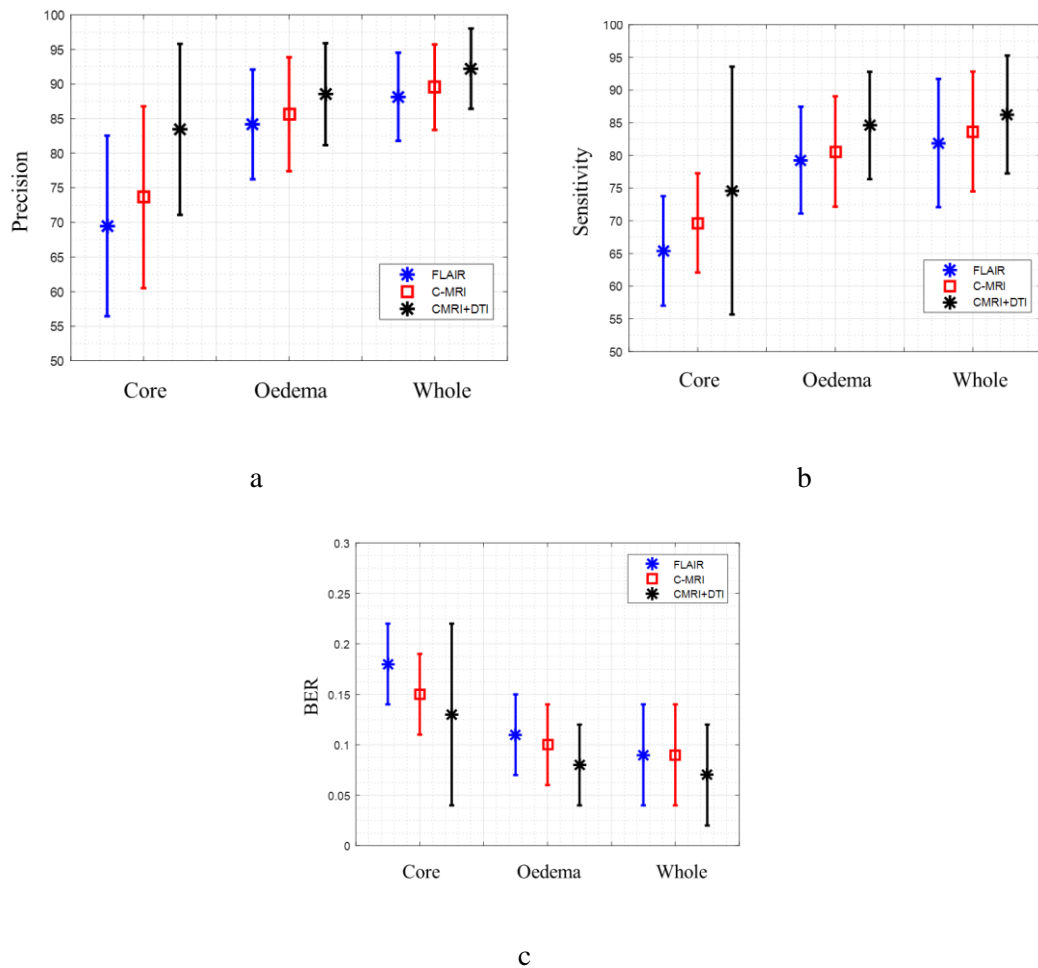 100
95
90
85
80
75
70
65
60
55
50
Precision
FLAIR
C-MRI
CMRI+DTI
Core Oedema Whole
a
100
95
90
85
80
75
70
65
60
55
50
Sensitivity
FLAIR
C-MRI
CMRI+DTI
Core Oedema Whole
b
0.3
0.25
0.2
0.15
0.1
0.05
0
BER
FLAIR
C-MRI
CMRI+DTI
Core Oedema Whole
c